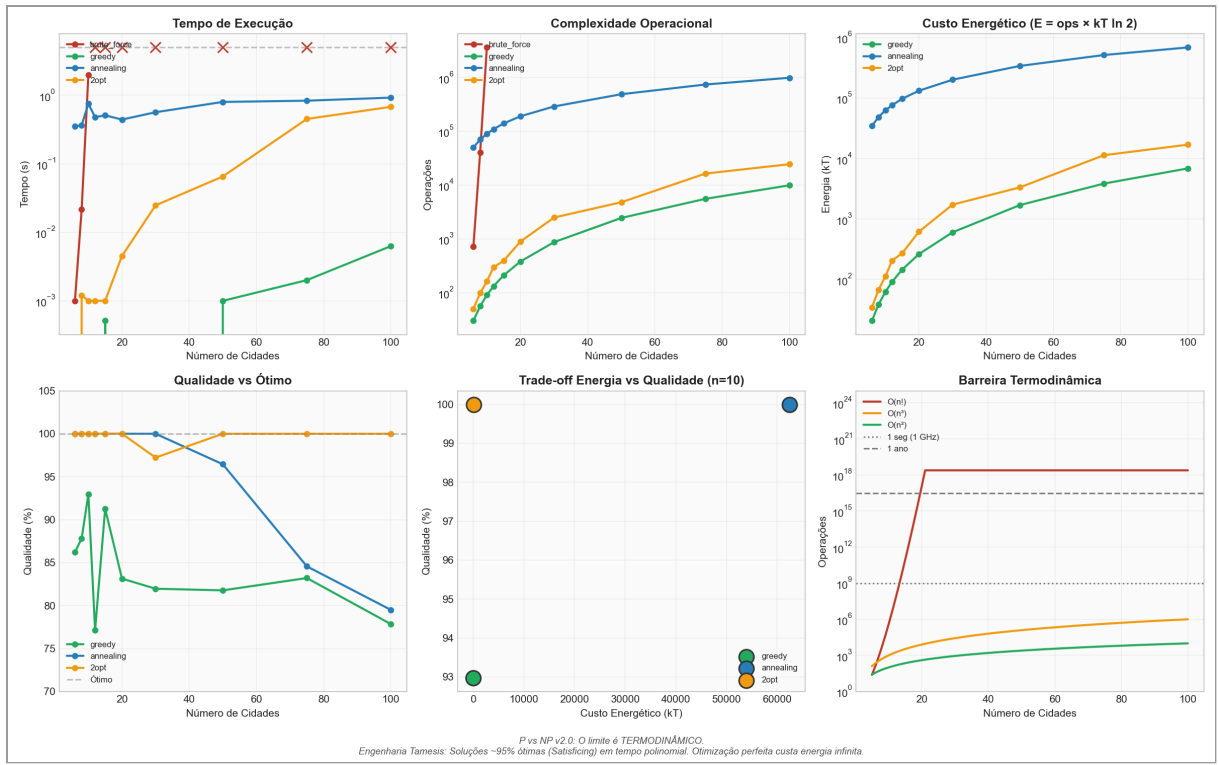 Tempo de Execução
brute_force
greedy
annealing
2opt
10⁰
10⁻¹
10⁻²
10⁻³
Tempo (s)
20 40 60 80 100
Número de Cidades
Complexidade Operacional
brute_force
greedy
annealing
2opt
10⁶
10⁵
10⁴
10³
10²
Operações
20 40 60 80 100
Número de Cidades
Custo Energético (E = ops × kT ln 2)
greedy
annealing
2opt
10⁶
10⁵
10⁴
10³
10²
Energia (kT)
20 40 60 80 100
Número de Cidades
Qualidade vs Ótimo
105
100
95
90
85
80
75
70
Qualidade (%)
greedy
annealing
2opt
Ótimo
20 40 60 80 100
Número de Cidades
Trade-off Energia vs Qualidade (n=10)
100
99
98
97
96
95
94
93
Qualidade (%)
greedy
annealing
2opt
0 10000 20000 30000 40000 50000 60000
Custo Energético (kT)
Barreira Termodinâmica
O(n!)
O(n³)
O(n²)
1 seg (1 GHz)
1 ano
10²⁴
10²¹
10¹⁸
10¹⁵
10¹²
10⁹
10⁶
10³
10⁰
Operações
20 40 60 80 100
Número de Cidades
P vs NP v2.0: O limite é TERMODINÂMICO.
Engenharia Tamesis: Soluções ~95% ótimas (Satisficing) em tempo polinomial. Otimização perfeita custa energia infinita.